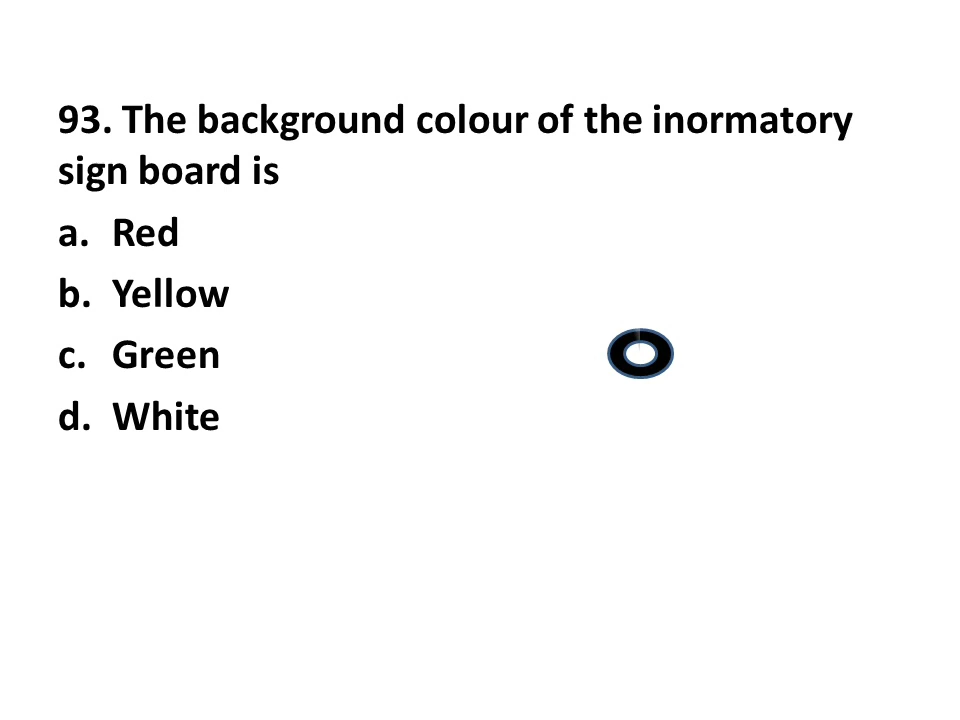 93. The background colour of the inormatory
sign board is
a. Red
b. Yellow
c. Green
d. White